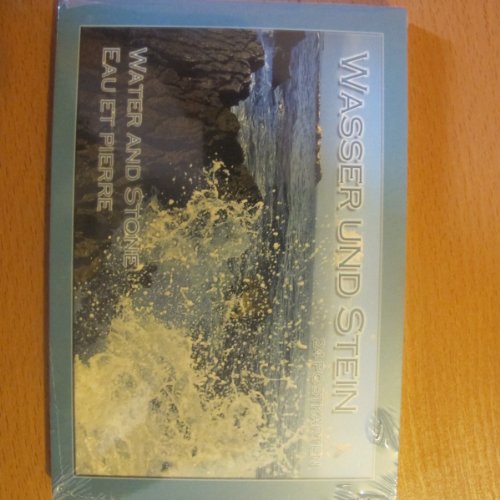 WASSER UND STEIN
24 POSTKARTEN
WATER AND STONE
EAU ET PIERRE